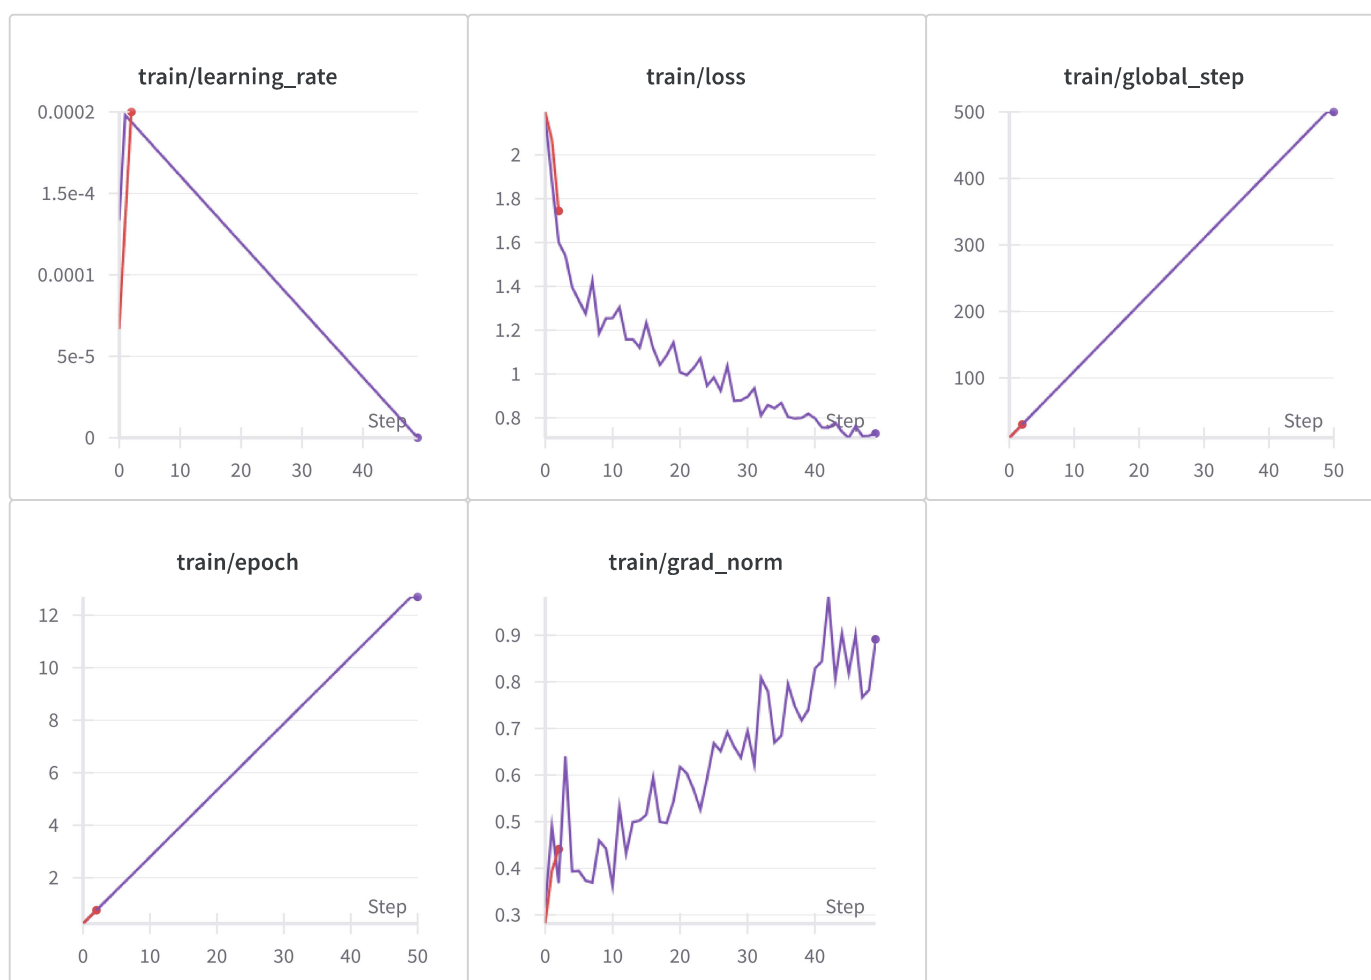 train/learning_rate
0.0002
1.5e-4
0.0001
5e-5
0
Step
0 10 20 30 40
train/loss
2
1.8
1.6
1.4
1.2
1
0.8
Step
0 10 20 30 40
train/global_step
500
400
300
200
100
Step
0 10 20 30 40 50
train/epoch
12
10
8
6
4
2
Step
0 10 20 30 40 50
train/grad_norm
0.9
0.8
0.7
0.6
0.5
0.4
0.3
Step
0 10 20 30 40